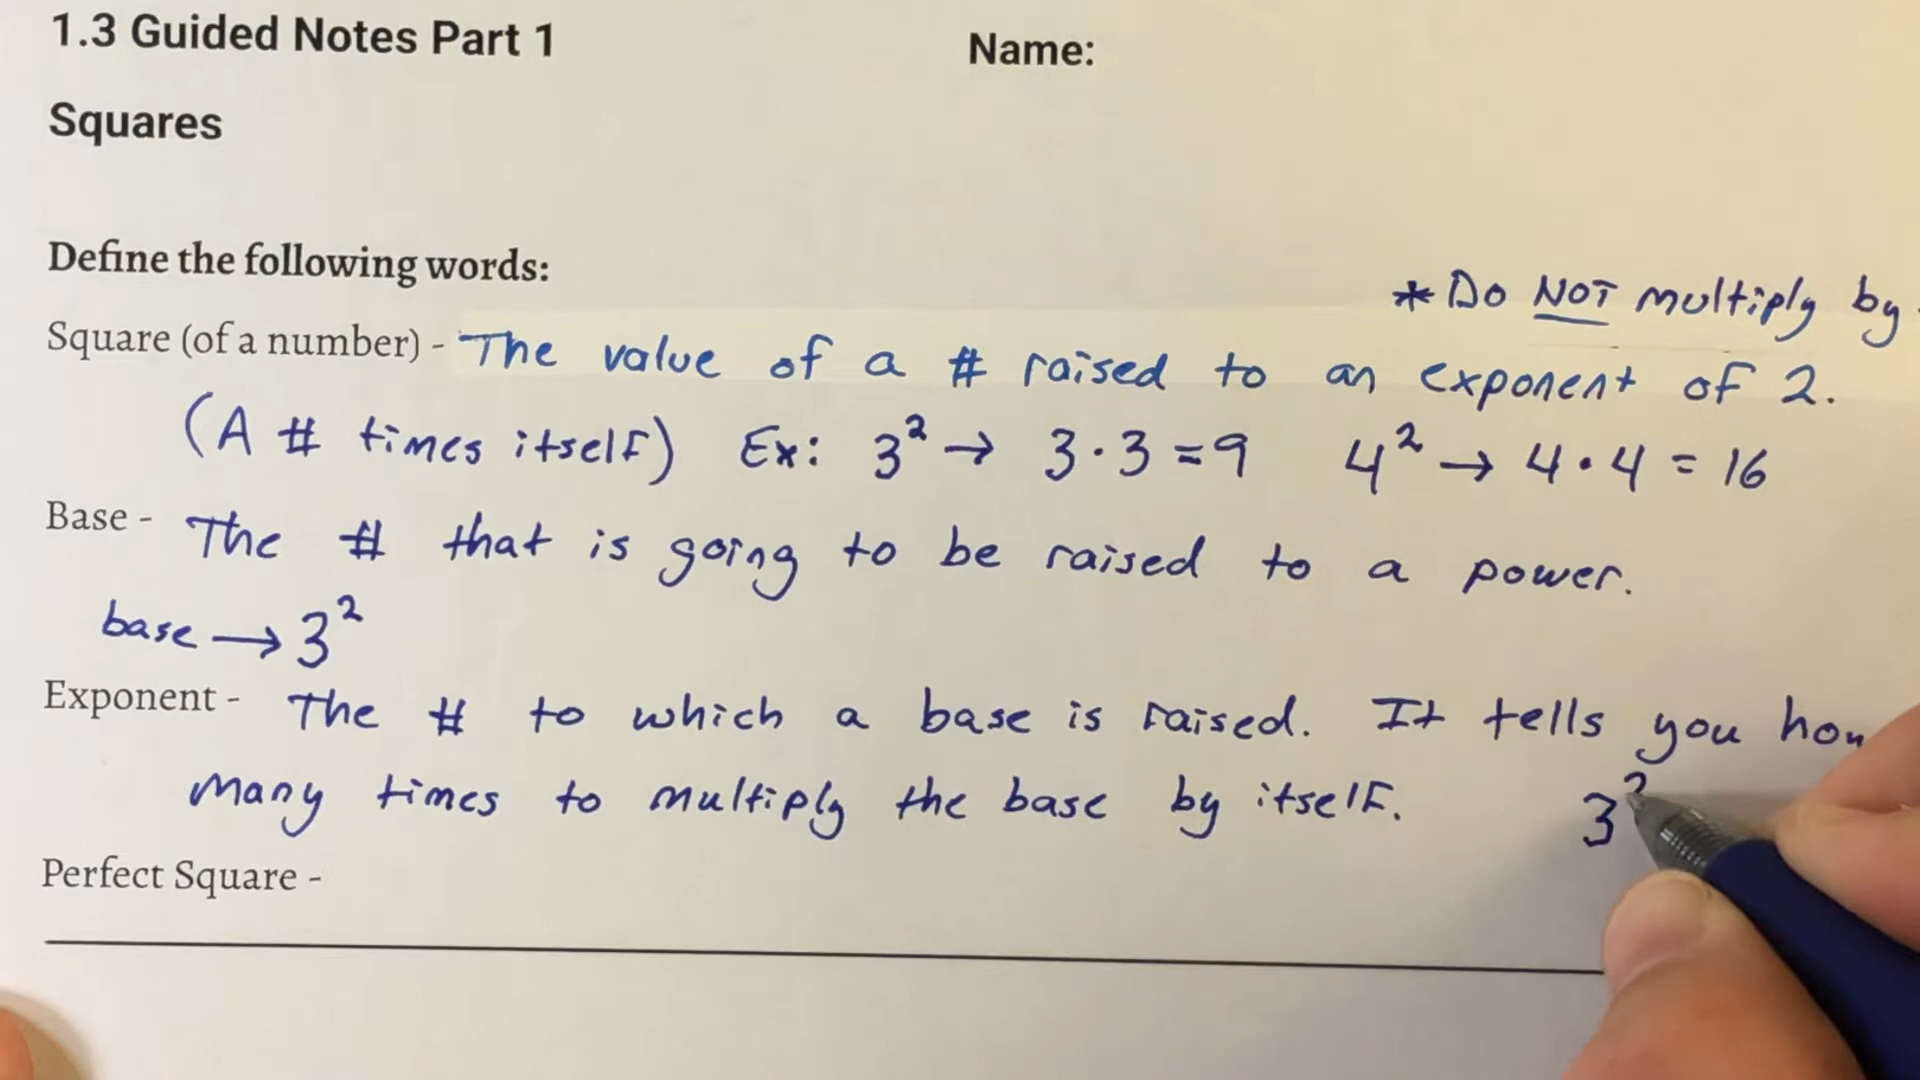 1.3 Guided Notes Part 1
Name:
Squares
Define the following words:
* Do NOT multiply by
Square (of a number) - The value of a # raised to an exponent of 2.
(A # times itself) Ex: 3² → 3·3=9 4² → 4·4 = 16
Base - The # that is going to be raised to a power.
base → 3²
Exponent - The # to which a base is raised. It tells you how
many times to multiply the base by itself. 3²
Perfect Square -